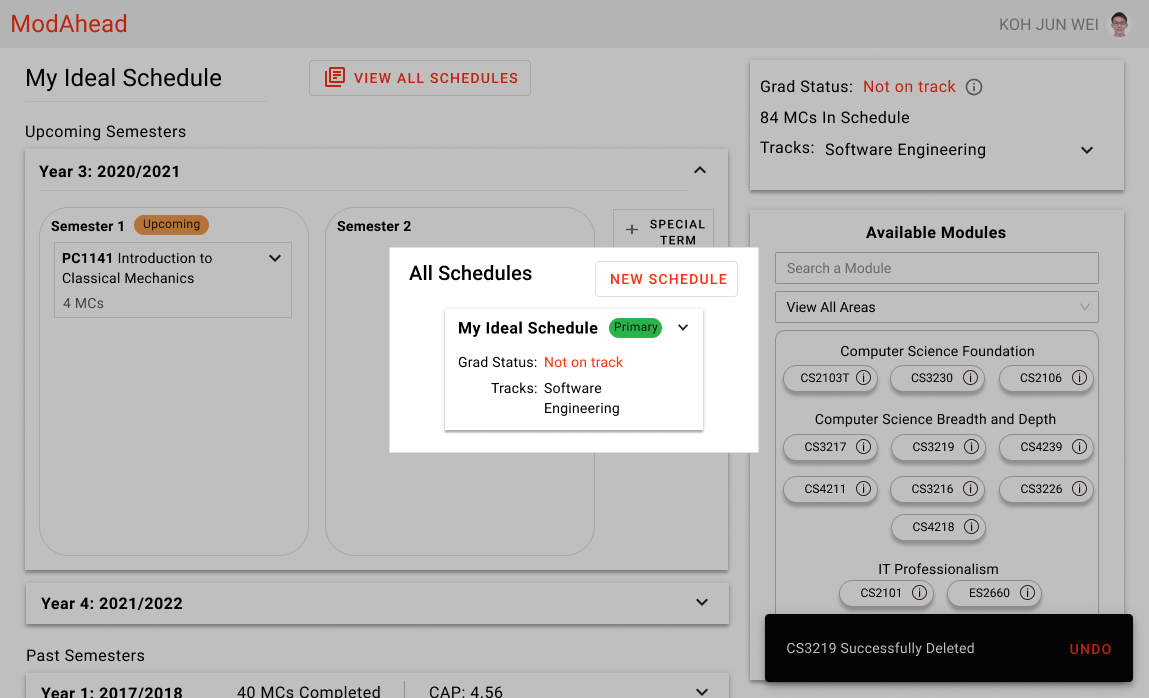 ModAhead
KOH JUN WEI
My Ideal Schedule
VIEW ALL SCHEDULES
Upcoming Semesters
Year 3: 2020/2021
Semester 1 Upcoming
PC1141 Introduction to
Classical Mechanics
4 MCs
Semester 2
SPECIAL
TERM
All Schedules
NEW SCHEDULE
My Ideal Schedule Primary
Grad Status: Not on track
Tracks: Software
Engineering
Year 4: 2021/2022
Past Semesters
Year 1: 2017/2018 40 MCs Completed CAP: 4.56
Grad Status: Not on track
84 MCs In Schedule
Tracks: Software Engineering
Available Modules
Search a Module
View All Areas
Computer Science Foundation
CS2103T CS3230 CS2106
Computer Science Breadth and Depth
CS3217 CS3219 CS4239
CS4211 CS3216 CS3226
CS4218
IT Professionalism
CS2101 ES2660
CS3219 Successfully Deleted UNDO